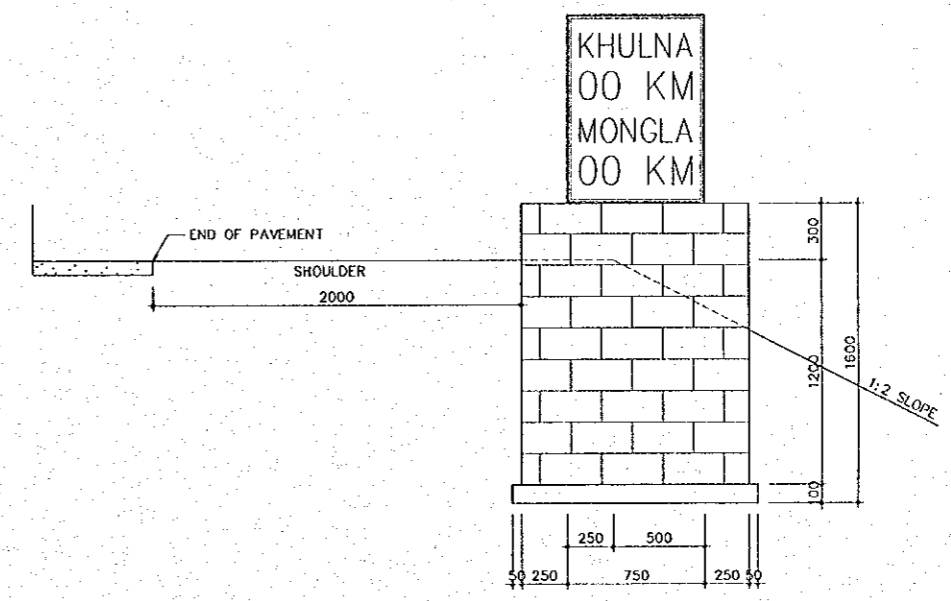 KHULNA
00 KM
MONGLA
00 KM
END OF PAVEMENT
SHOULDER
2000
300
1200
1600
100
1:2 SLOPE
250 500
50 250 750 250 50